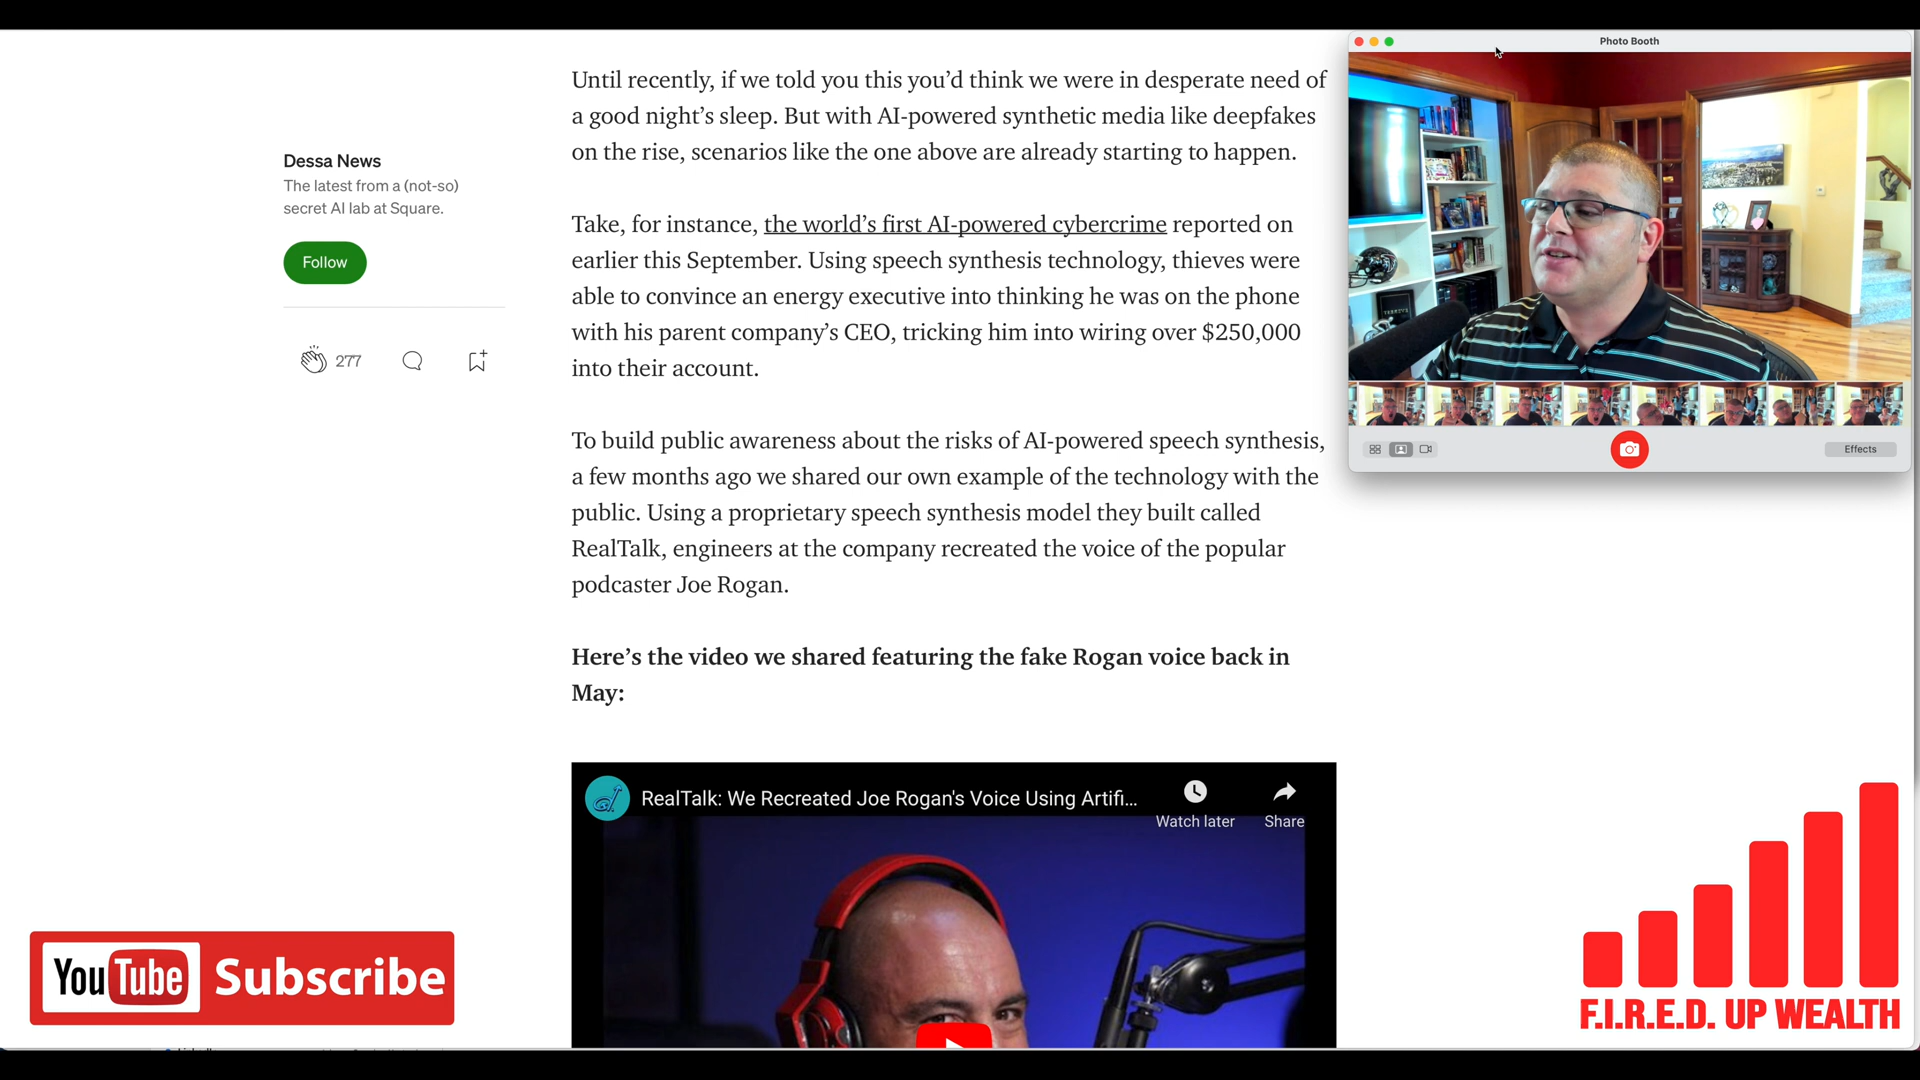 Photo Booth
Until recently, if we told you this you’d think we were in desperate need of
a good night’s sleep. But with AI-powered synthetic media like deepfakes
on the rise, scenarios like the one above are already starting to happen.
Dessa News
The latest from a (not-so)
secret AI lab at Square.
Follow
277
Take, for instance, the world’s first AI-powered cybercrime reported on
earlier this September. Using speech synthesis technology, thieves were
able to convince an energy executive into thinking he was on the phone
with his parent company’s CEO, tricking him into wiring over $250,000
into their account.
Effects
To build public awareness about the risks of AI-powered speech synthesis,
a few months ago we shared our own example of the technology with the
public. Using a proprietary speech synthesis model they built called
RealTalk, engineers at the company recreated the voice of the popular
podcaster Joe Rogan.
Here’s the video we shared featuring the fake Rogan voice back in
May:
RealTalk: We Recreated Joe Rogan's Voice Using Artifi...
Watch later
Share
YouTube Subscribe
F.I.R.E.D. UP WEALTH